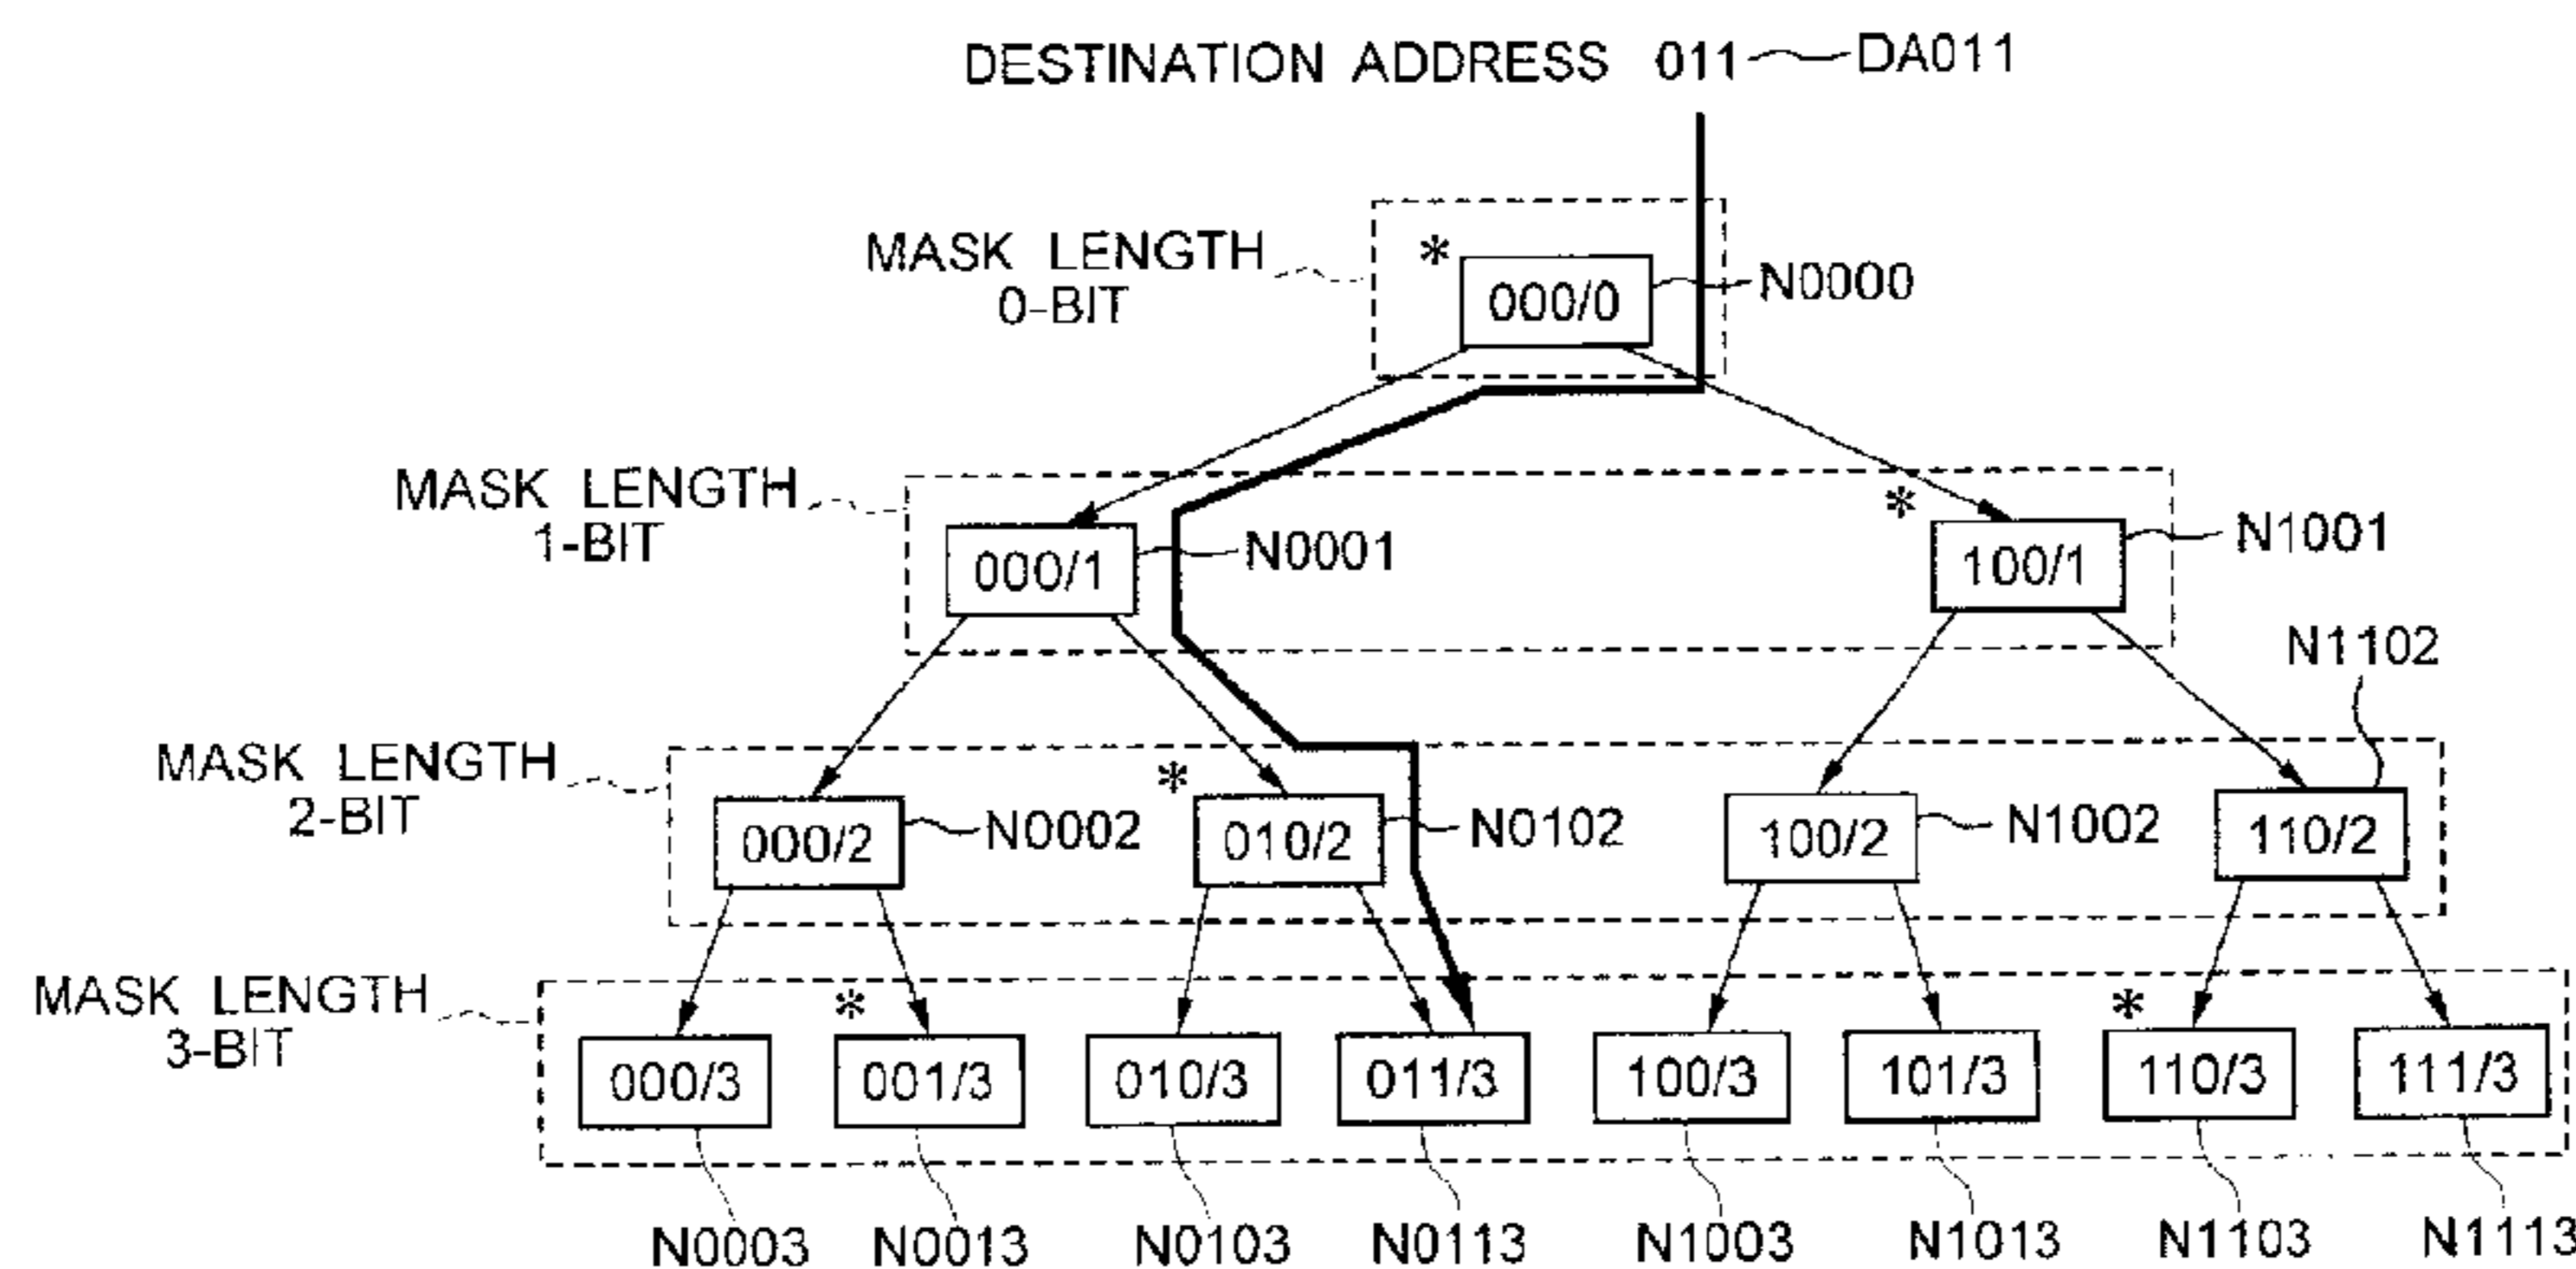 DESTINATION ADDRESS 011 DA011
MASK LENGTH
0-BIT
*
000/0
N0000
MASK LENGTH
1-BIT
000/1
N0001
*
100/1
N1001
N1102
MASK LENGTH
2-BIT
000/2
N0002
*
010/2
N0102
100/2
N1002
110/2
MASK LENGTH
3-BIT
000/3
*
001/3
010/3
011/3
100/3
101/3
*
110/3
111/3
N0003 N0013 N0103 N0113 N1003 N1013 N1103 N1113